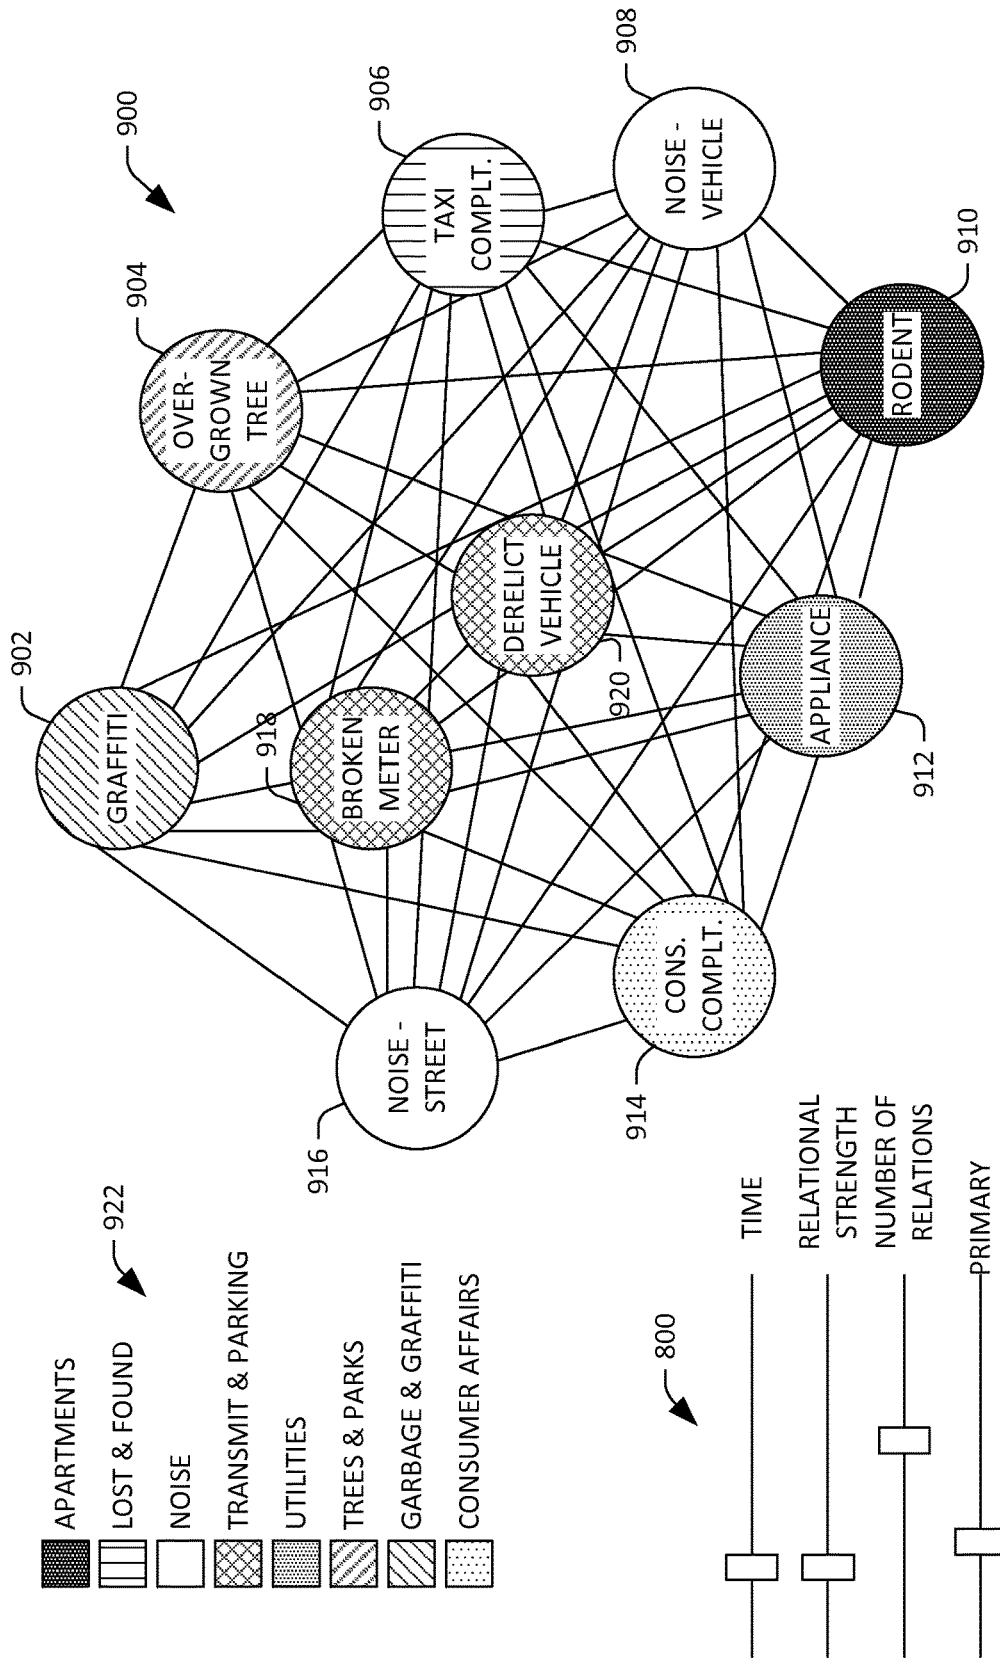 900
902
GRAFFITI
904
OVER-
GROWN
TREE
906
TAXI
COMPLT.
908
NOISE -
VEHICLE
910
RODENT
912
APPLIANCE
914
CONS.
COMPLT.
916
NOISE -
STREET
918
BROKEN
METER
920
DERELICT
VEHICLE
922
APARTMENTS
LOST & FOUND
NOISE
TRANSMIT & PARKING
UTILITIES
TREES & PARKS
GARBAGE & GRAFFITI
CONSUMER AFFAIRS
800
TIME
RELATIONAL
STRENGTH
NUMBER OF
RELATIONS
PRIMARY